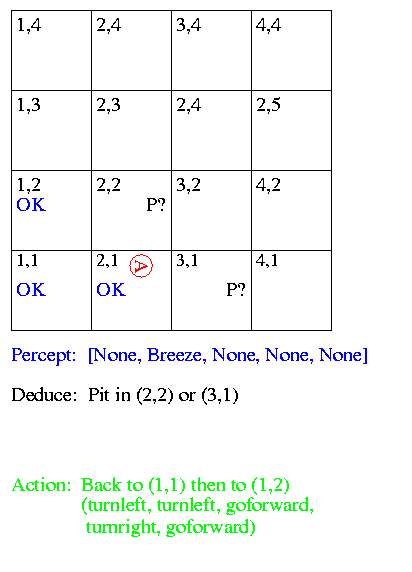 1,4 2,4 3,4 4,4
1,3 2,3 2,4 2,5
1,2 2,2 3,2 4,2
OK P?
1,1 2,1 A 3,1 4,1
OK OK P?
Percept: [None, Breeze, None, None, None]
Deduce: Pit in (2,2) or (3,1)
Action: Back to (1,1) then to (1,2)
(turnleft, turnleft, goforward,
turnright, goforward)